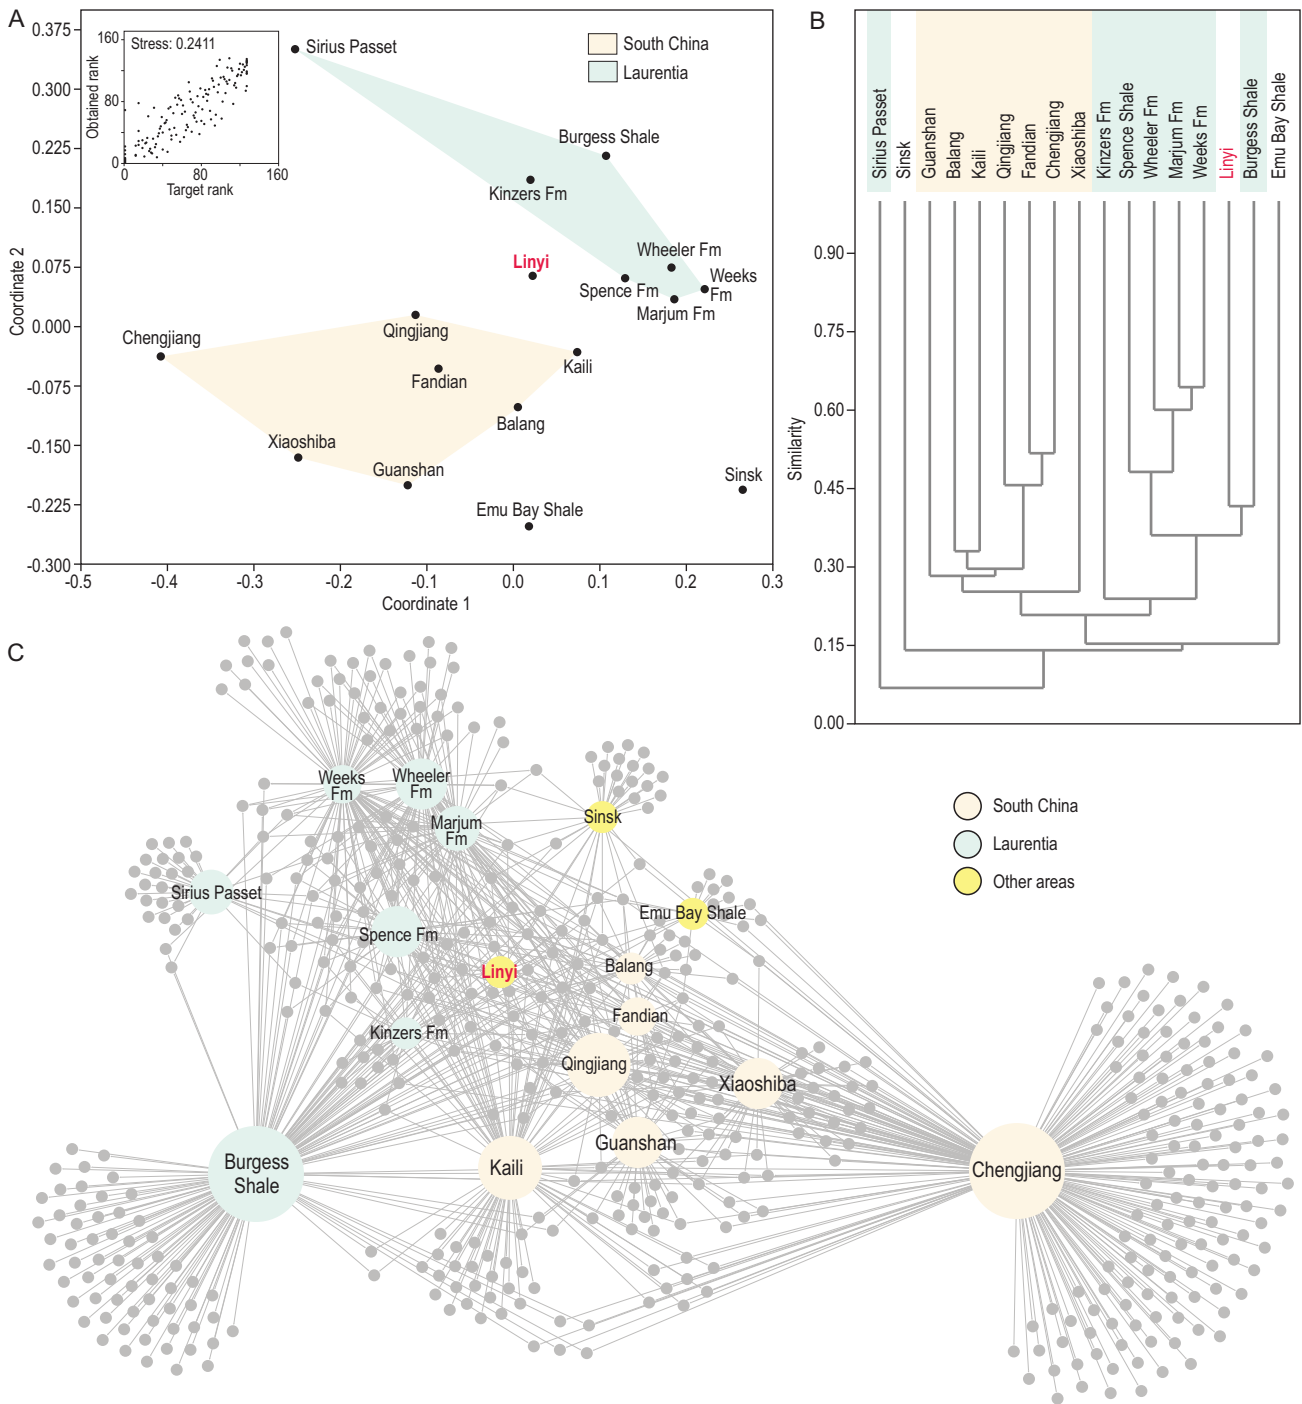 A
0.375
0.300
0.225
0.150
0.075
0.000
-0.075
-0.150
-0.225
-0.300
Coordinate 2
-0.5
-0.4
-0.3
-0.2
-0.1
0.0
0.1
0.2
0.3
Coordinate 1
160
80
0
Obtained rank
Stress: 0.2411
0
80
160
Target rank
South China
Laurentia
Sirius Passet
Burgess Shale
Kinzers Fm
Wheeler Fm
Linyi
Spence Fm
Weeks
Fm
Marjum Fm
Qingjiang
Chengjiang
Kaili
Fandian
Balang
Xiaoshiba
Guanshan
Sinsk
Emu Bay Shale
B
Sirius Passet
Sinsk
Guanshan
Balang
Kaili
Qingjiang
Fandian
Chengjiang
Xiaoshiba
Kinzers Fm
Spence Shale
Wheeler Fm
Marjum Fm
Weeks Fm
Linyi
Burgess Shale
Emu Bay Shale
0.90
0.75
0.60
0.45
0.30
0.15
0.00
Similarity
C
Weeks
Fm
Wheeler
Fm
Marjum
Fm
Sinsk
Sirius Passet
Emu Bay Shale
Spence Fm
Linyi
Balang
Fandian
Kinzers Fm
Qingjiang
Xiaoshiba
Guanshan
Burgess
Shale
Kaili
Chengjiang
South China
Laurentia
Other areas